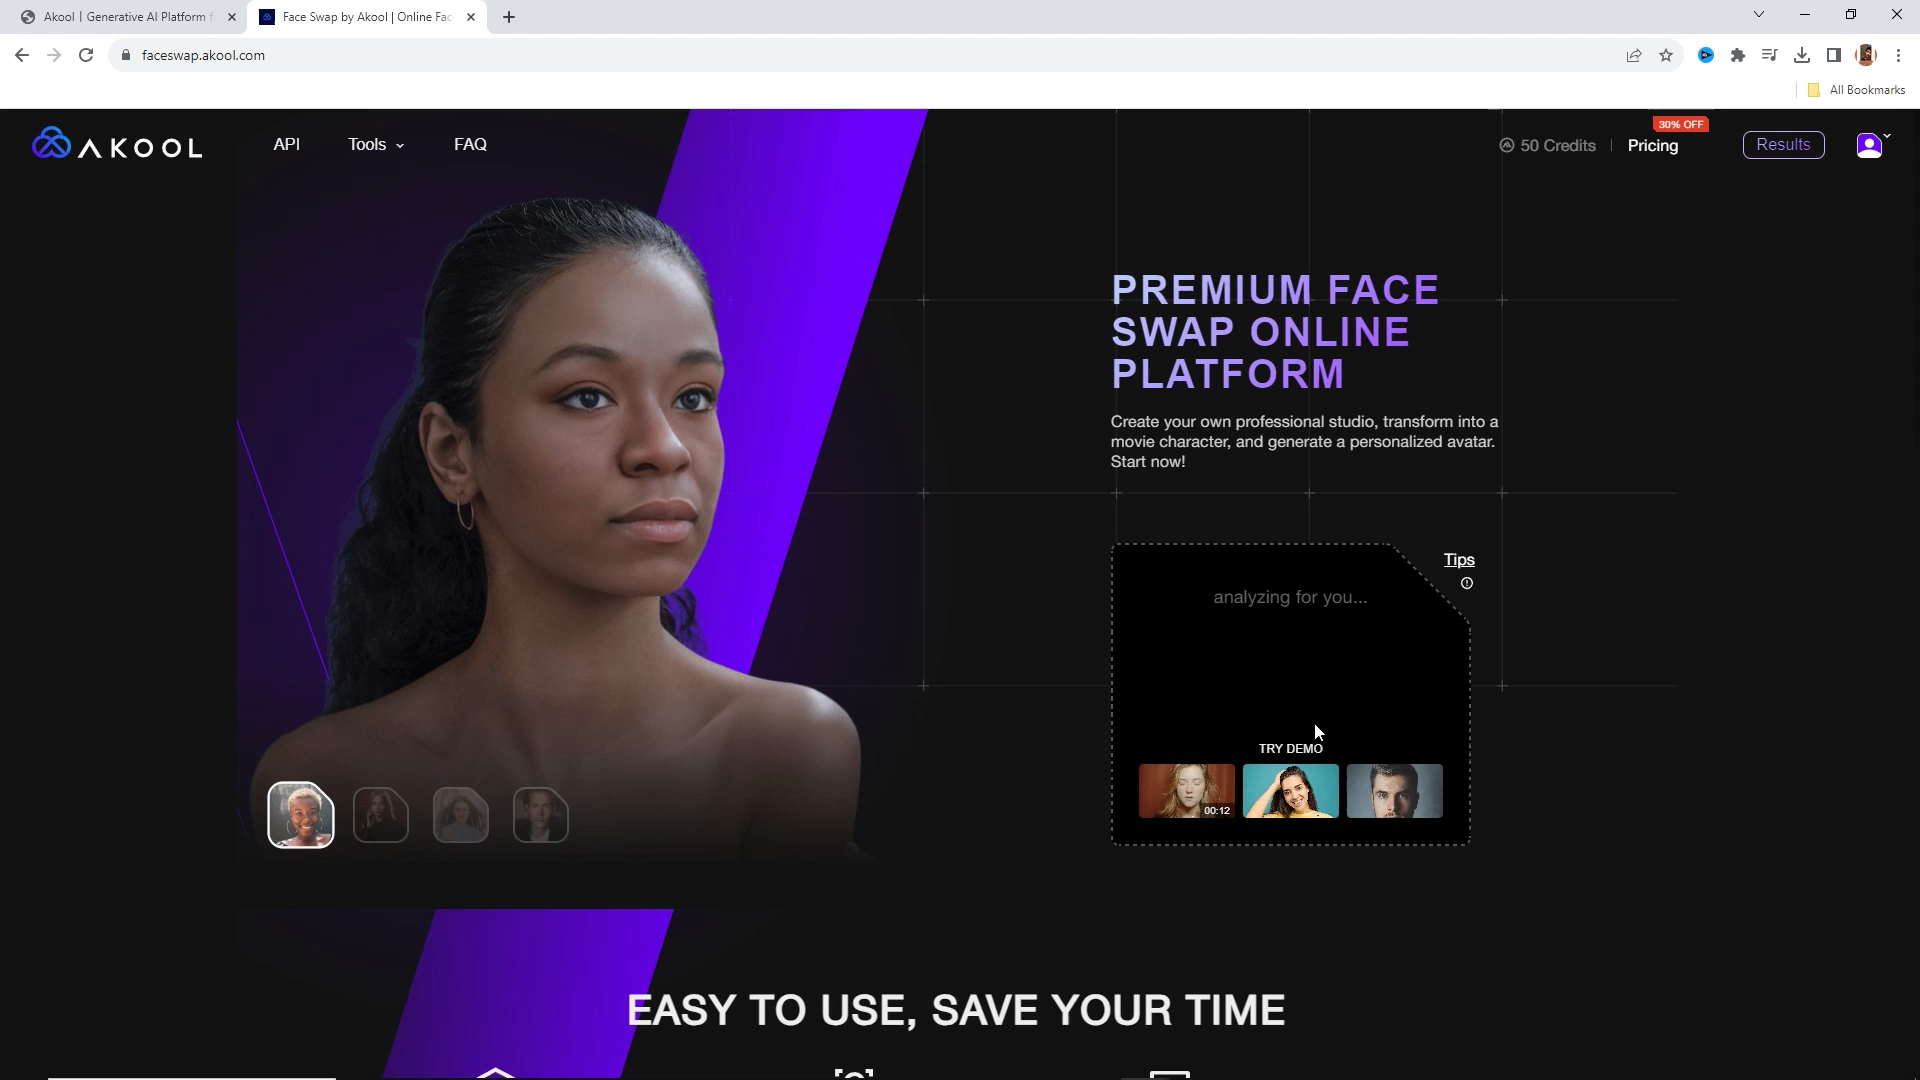 Akool | Generative AI Platform f
Face Swap by Akool | Online Fac
faceswap.akool.com
All Bookmarks
AKOOL
API
Tools
FAQ
50 Credits
30% OFF
Pricing
Results
PREMIUM FACE
SWAP ONLINE
PLATFORM
Create your own professional studio, transform into a
movie character, and generate a personalized avatar.
Start now!
Tips
analyzing for you...
TRY DEMO
00:12
EASY TO USE, SAVE YOUR TIME